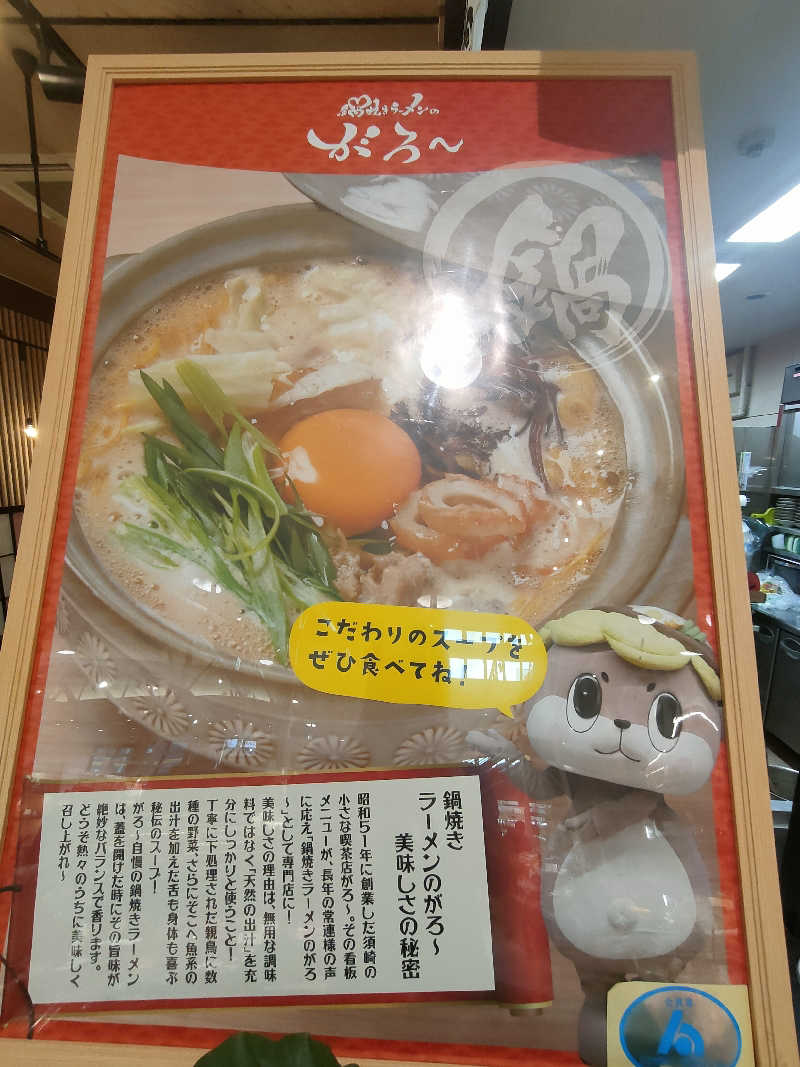 鍋焼きラーメンの
がろ〜
鍋
こだわりのスープを
ぜひ食べてね!
鍋焼き
ラーメンのがろ〜
美味しさの秘密
昭和51年に創業した須崎の
小さな喫茶店がろ〜。その看板
メニューが、長年の常連様の声
に応え「鍋焼きラーメンのがろ
〜」として専門店に!
美味しさの理由は、無用な調味
料ではなく「天然の出汁」を充
分にしっかりと使うこと!
丁寧に下処理された親鳥に数
種の野菜、さらにそこへ魚系の
出汁を加えた舌も身体も喜ぶ
秘伝のスープ!
がろ〜自慢の鍋焼きラーメン
は、蓋を開けた時にその旨味が
絶妙なバランスで香ります。
どうぞ熱々のうちに美味しく
召し上がれ〜
会員章